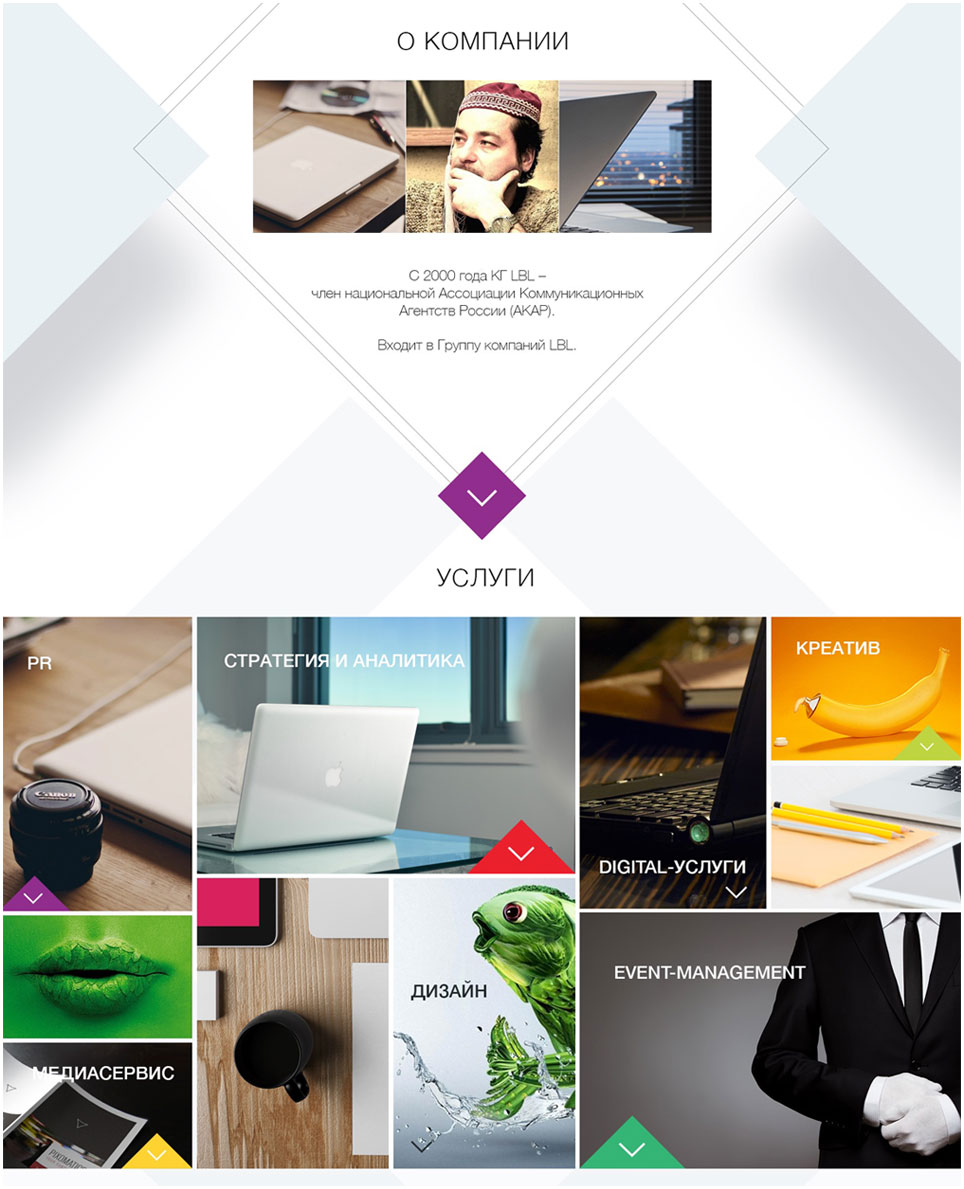 О КОМПАНИИ
С 2000 года КГ LBL –
член национальной Ассоциации Коммуникационных
Агентств России (АКАР).
Входит в Группу компаний LBL.
УСЛУГИ
PR
СТРАТЕГИЯ И АНАЛИТИКА
КРЕАТИВ
Canon
DIGITAL-УСЛУГИ
ДИЗАЙН
EVENT-MANAGEMENT
МЕДИАСЕРВИС